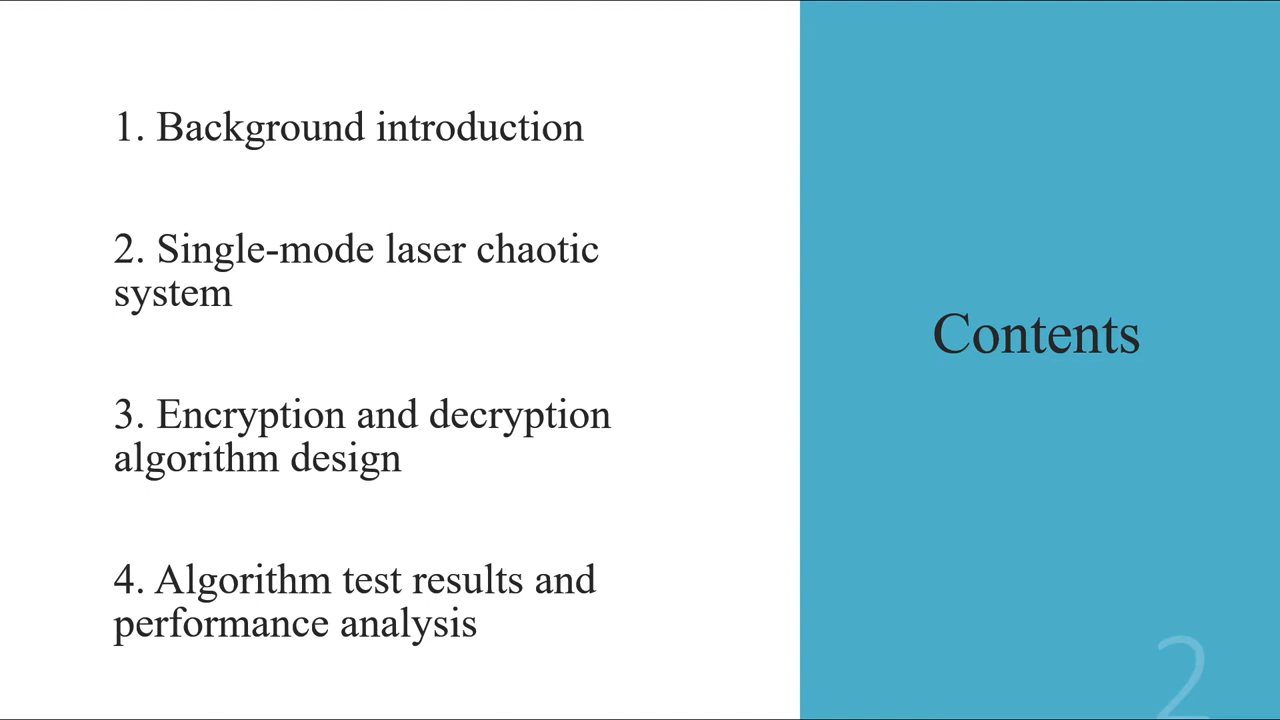 1. Background introduction
2. Single-mode laser chaotic
system
3. Encryption and decryption
algorithm design
4. Algorithm test results and
performance analysis
Contents
2